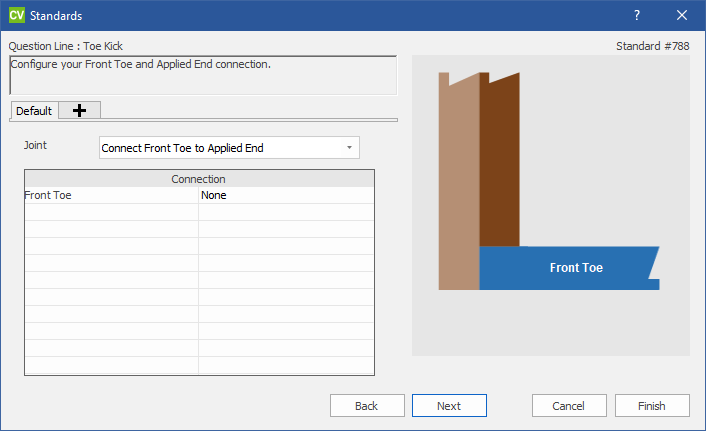 CV Standards ?
Question Line : Toe Kick Standard #788
Configure your Front Toe and Applied End connection.
Default
Joint Connect Front Toe to Applied End
Connection
Front Toe None
Front Toe
Back Next Cancel Finish